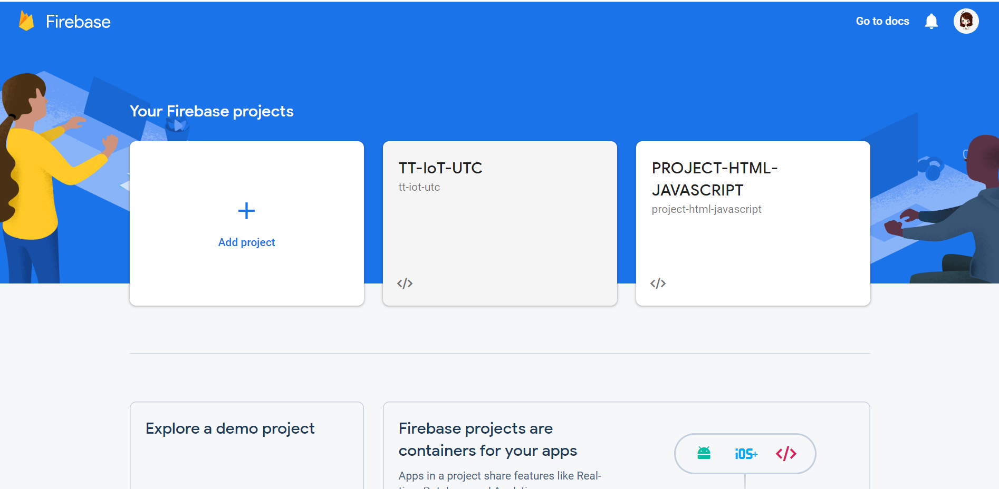 Firebase
Go to docs
Your Firebase projects
Add project
TT-IoT-UTC
tt-iot-utc
PROJECT-HTML-
JAVASCRIPT
project-html-javascript
Explore a demo project
Firebase projects are
containers for your apps
Apps in a project share features like Real-
iOS+